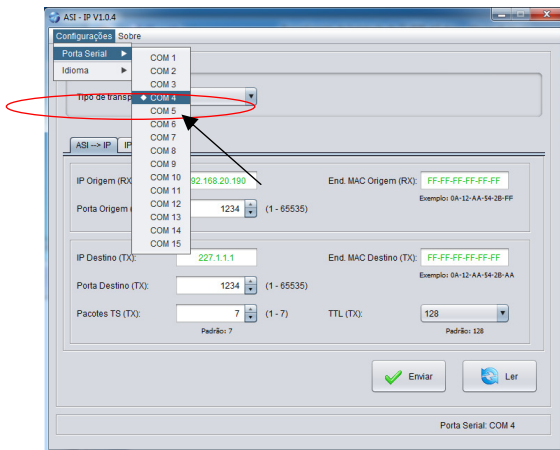 ASI - IP V1.0.4
Configurações Sobre
Porta Serial
Idioma
COM 1
COM 2
COM 3
COM 4
COM 5
COM 6
COM 7
COM 8
COM 9
COM 10
COM 11
COM 12
COM 13
COM 14
COM 15
Tipo de transp
ASI --> IP IP
IP Origem (RX 92.168.20.190 End. MAC Origem (RX): FF-FF-FF-FF-FF-FF
Exemplo: 0A-12-AA-54-2B-FF
Porta Origem 1234 (1 - 65535)
IP Destino (TX): 227.1.1.1 End. MAC Destino (TX): FF-FF-FF-FF-FF-FF
Exemplo: 0A-12-AA-54-2B-AA
Porta Destino (TX): 1234 (1 - 65535)
Pacotes TS (TX): 7 (1 - 7) TTL (TX): 128
Padrão: 7 Padrão: 128
Enviar Ler
Porta Serial: COM 4